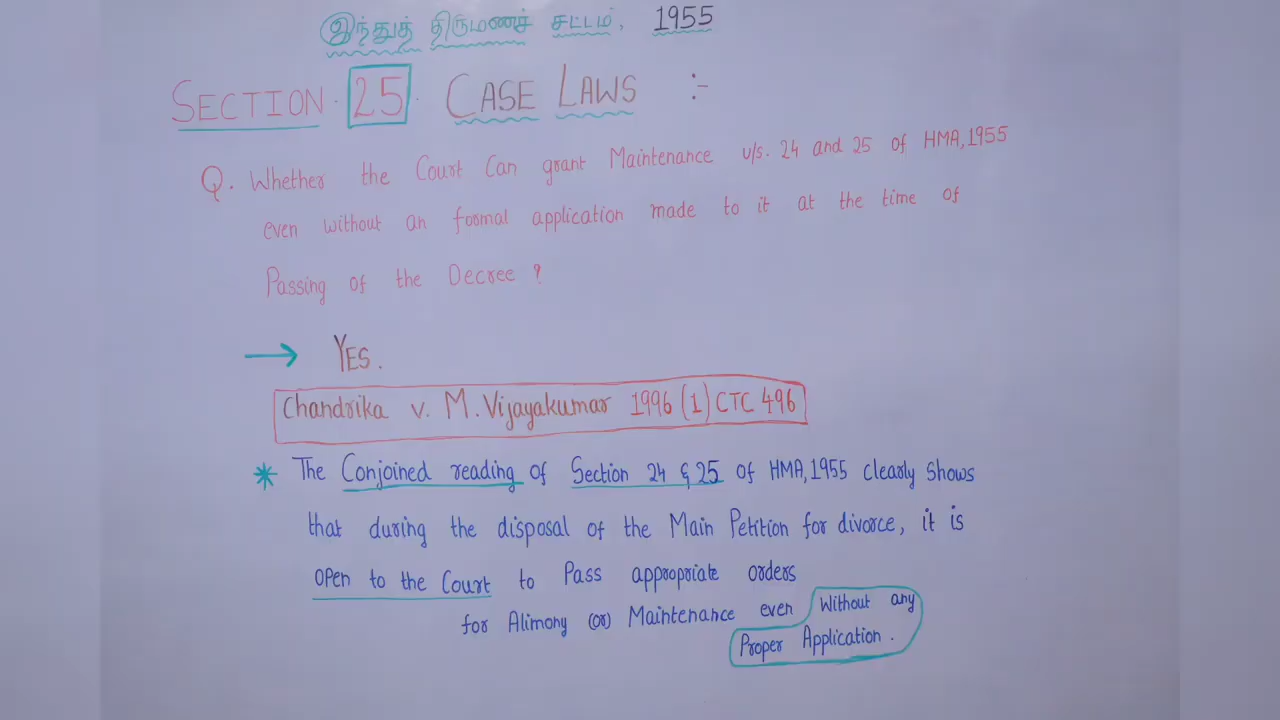 இந்துத் திருமணச் சட்டம், 1955
SECTION. 25. CASE LAWS :-
Q. Whether the Court Can grant Maintenance u/s. 24 and 25 of HMA, 1955
even without an formal application made to it at the time of
Passing of the Decree ?
→ YES.
Chandrika v. M. Vijayakumar 1996 (1) CTC 496
* The Conjoined reading of Section 24 & 25 of HMA, 1955 Clearly Shows
that during the disposal of the Main Petition for divorce, it is
open to the Court to Pass appropriate orders
for Alimony (or) Maintenance even Without any
Proper Application.